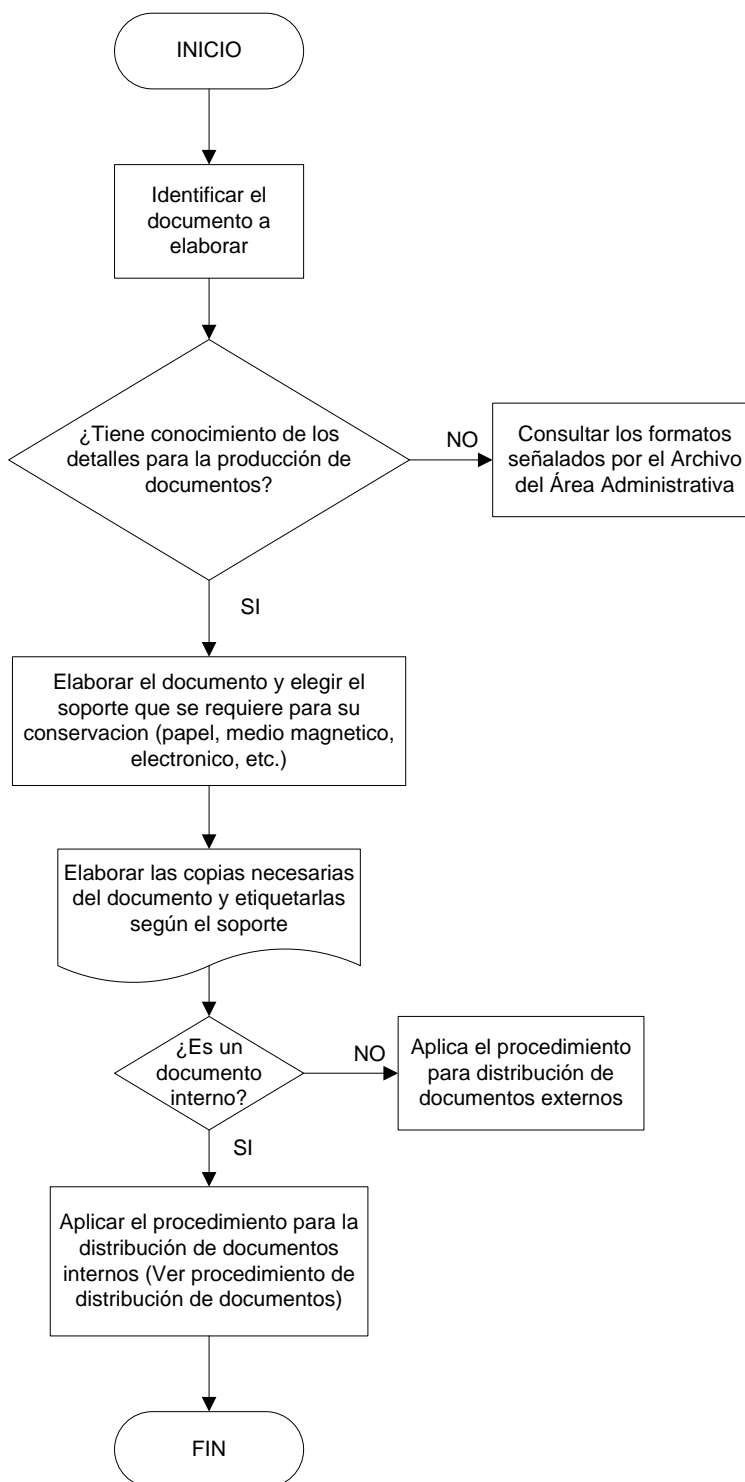 INICIO
Identificar el
documento a
elaborar
¿Tiene conocimiento de los
detalles para la producción de
documentos?
NO
Consultar los formatos
señalados por el Archivo
del Área Administrativa
SI
Elaborar el documento y elegir el
soporte que se requiere para su
conservacion (papel, medio magnetico,
electronico, etc.)
Elaborar las copias necesarias
del documento y etiquetarlas
según el soporte
¿Es un
documento
interno?
NO
Aplica el procedimiento
para distribución de
documentos externos
SI
Aplicar el procedimiento para la
distribución de documentos
internos (Ver procedimiento de
distribución de documentos)
FIN